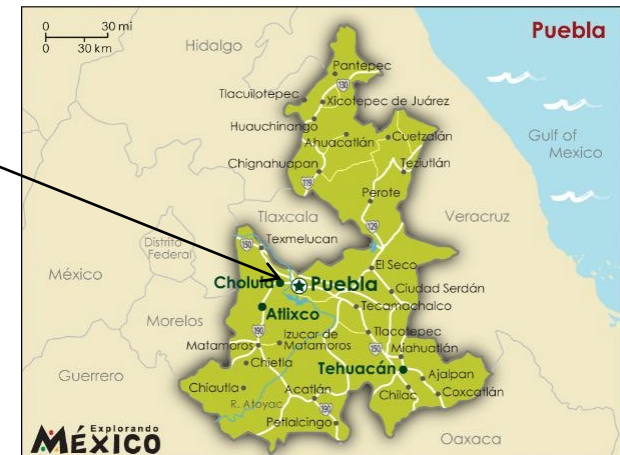 0 30 mi
0 30 km
Puebla
Hidalgo
Pantepec
130
Tlacuilotepec
Xicotepec de Juárez
Huauchinango
Ahuacatlán
Cuetzalán
Gulf of
Mexico
Chignahuapan
Teziutlán
119
Perote
Tlaxcala
Veracruz
129
Distrito
Federal
150
Texmelucan
El Seco
México
Cholula
Puebla
Ciudad Serdán
Atlixco
Tecamachalco
Morelos
190
Izucar de
Matamoros
Matamoros
Tlacotepec
150
Miahuatlán
Chietla
Tehuacán
Guerrero
Ajalpan
Chiautla
Acatlán
Chilac
Coxcatlán
R. Atoyac
190
Petlalcingo
Explorando
MÉXICO
Oaxaca